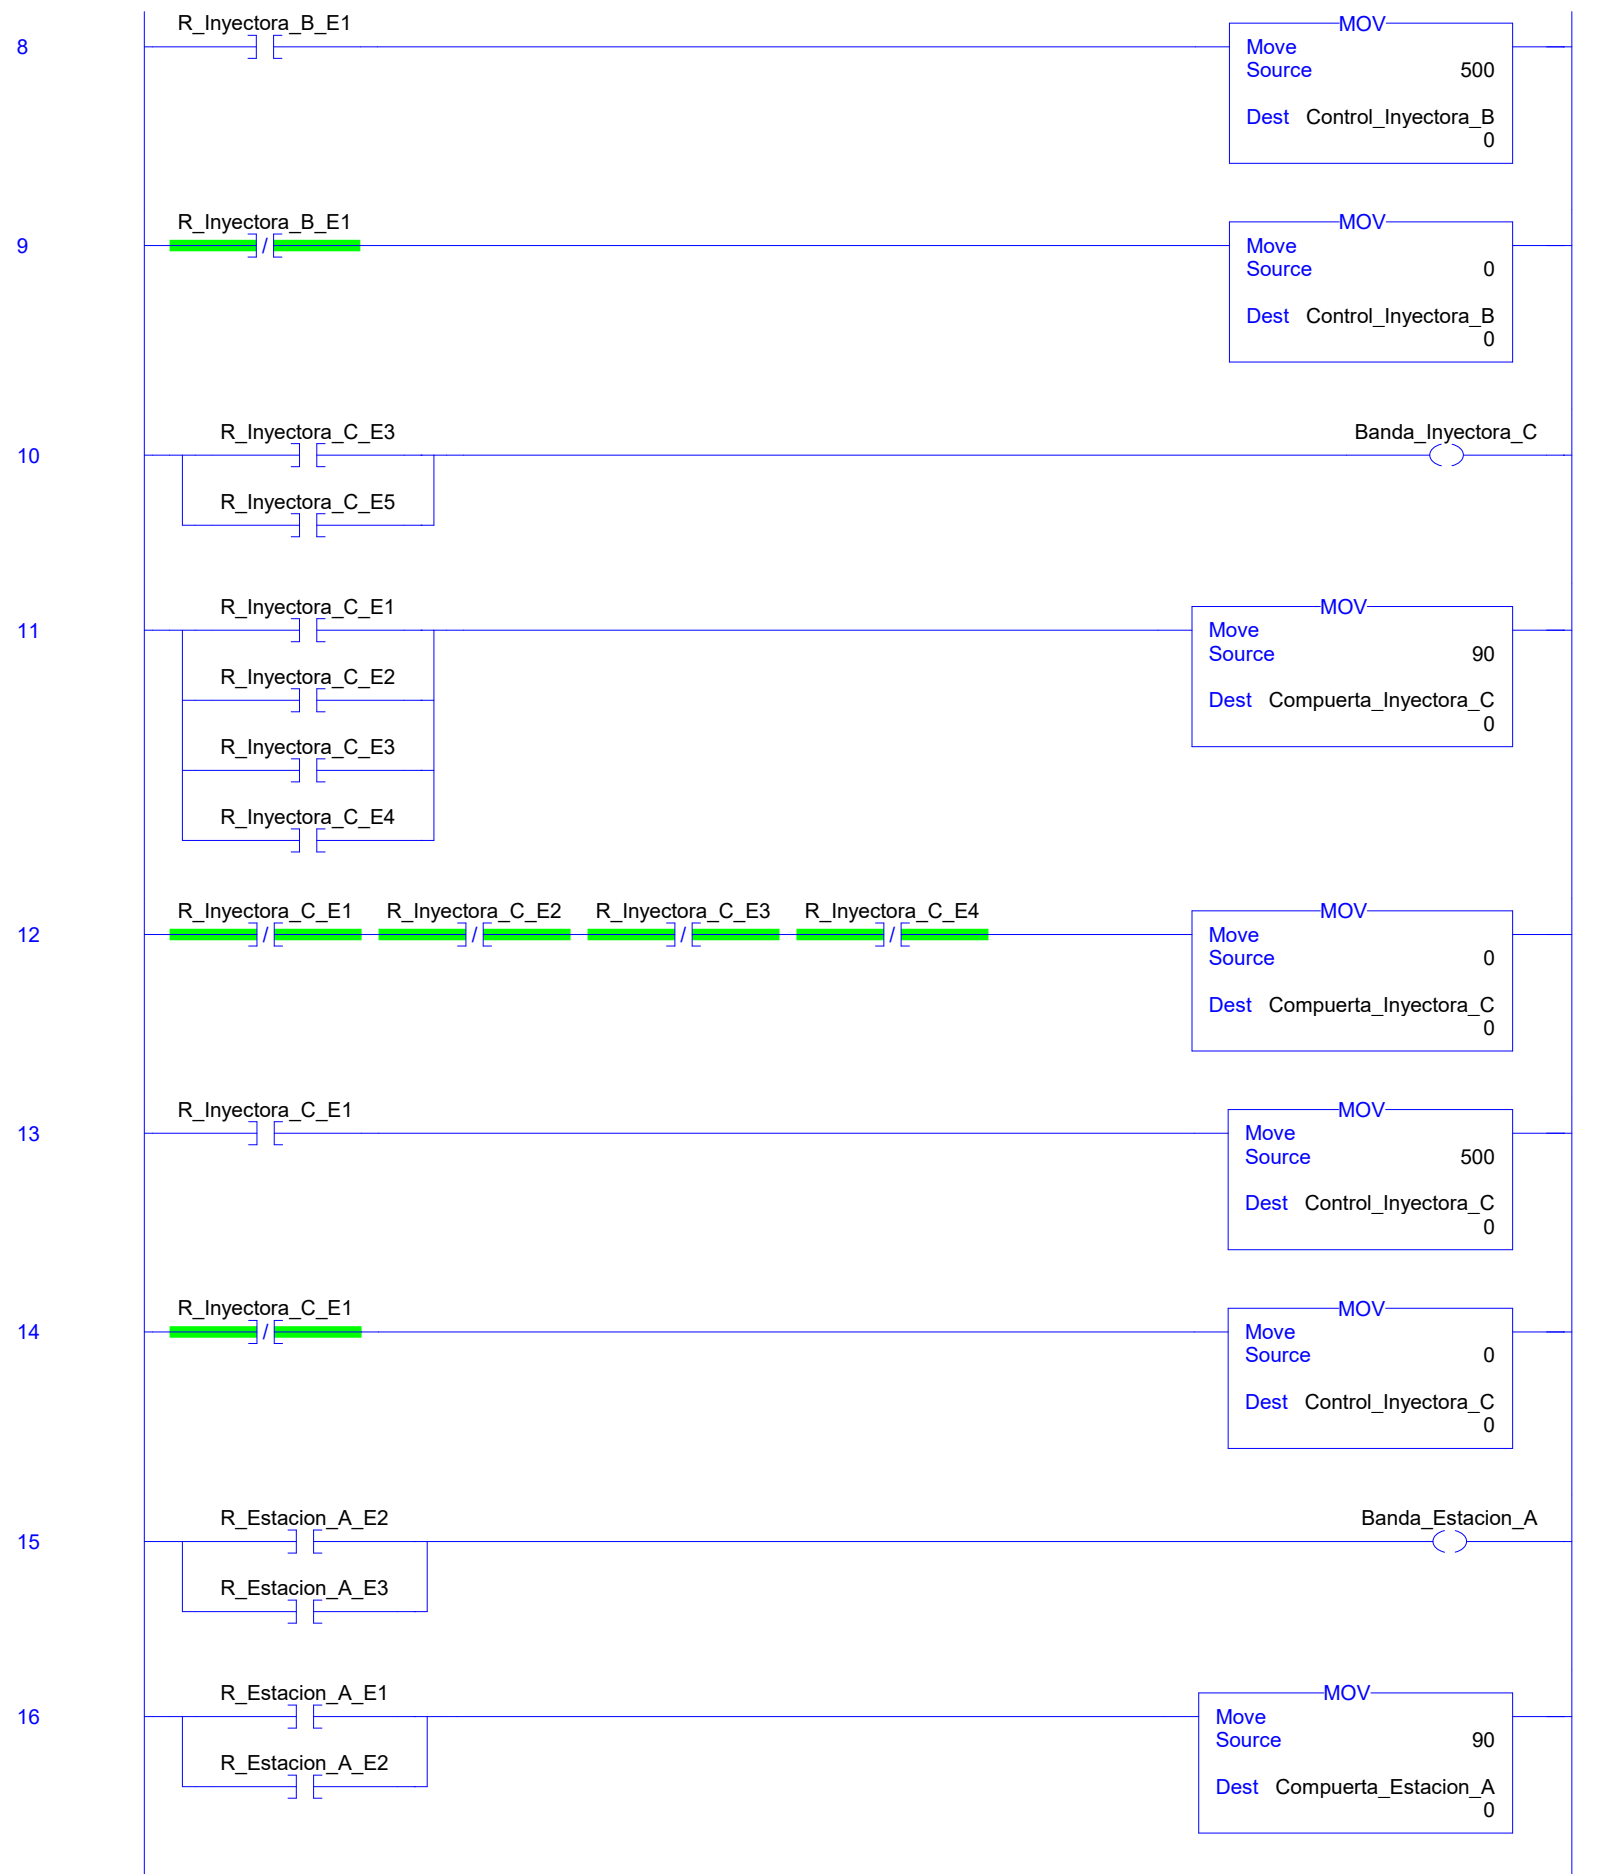 R_Inyectora_B_E1
MOV
8
Move
Source 500
Dest Control_Inyectora_B
0
R_Inyectora_B_E1
MOV
9
Move
Source 0
Dest Control_Inyectora_B
0
R_Inyectora_C_E3
Banda_Inyectora_C
10
R_Inyectora_C_E5
R_Inyectora_C_E1
MOV
11
Move
Source 90
R_Inyectora_C_E2
Dest Compuerta_Inyectora_C
0
R_Inyectora_C_E3
R_Inyectora_C_E4
R_Inyectora_C_E1 R_Inyectora_C_E2 R_Inyectora_C_E3 R_Inyectora_C_E4
MOV
12
Move
Source 0
Dest Compuerta_Inyectora_C
0
R_Inyectora_C_E1
MOV
13
Move
Source 500
Dest Control_Inyectora_C
0
R_Inyectora_C_E1
MOV
14
Move
Source 0
Dest Control_Inyectora_C
0
R_Estacion_A_E2
Banda_Estacion_A
15
R_Estacion_A_E3
R_Estacion_A_E1
MOV
16
Move
Source 90
R_Estacion_A_E2
Dest Compuerta_Estacion_A
0